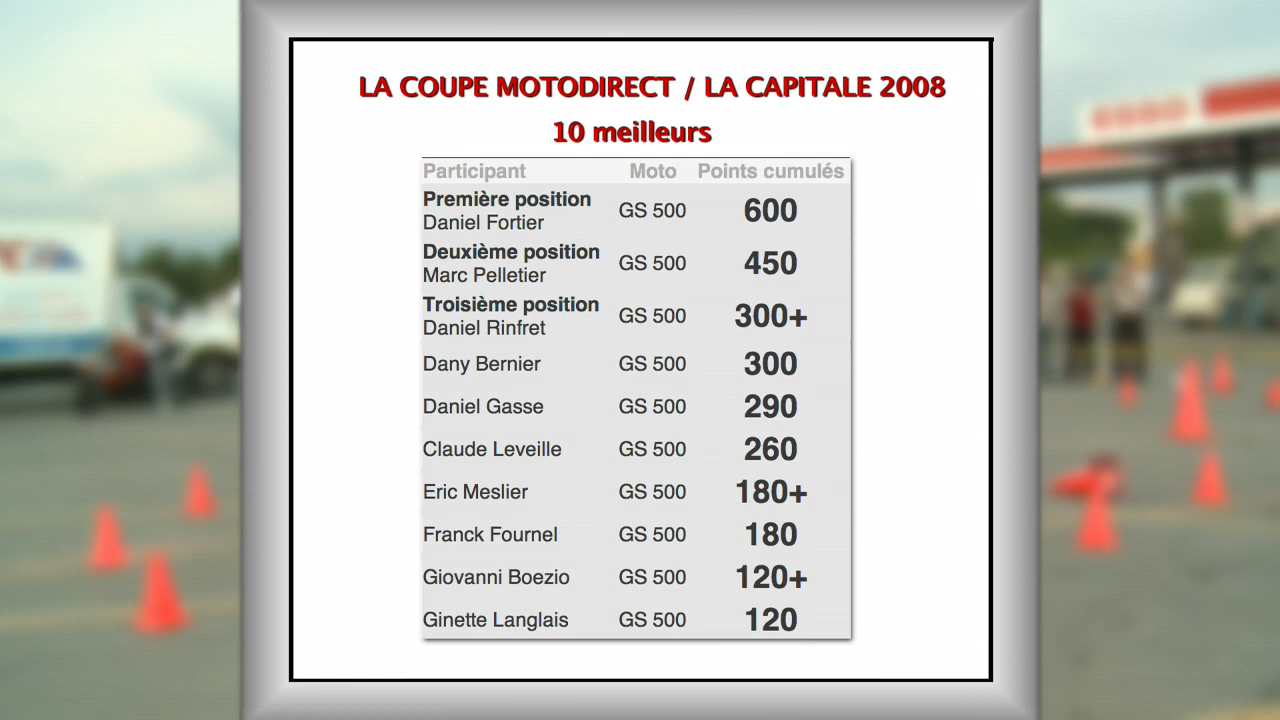 LA COUPE MOTODIRECT / LA CAPITALE 2008
10 meilleurs
Participant Moto Points cumulés
Première position
Daniel Fortier GS 500 600
Deuxième position
Marc Pelletier GS 500 450
Troisième position
Daniel Rinfret GS 500 300+
Dany Bernier GS 500 300
Daniel Gasse GS 500 290
Claude Leveille GS 500 260
Eric Meslier GS 500 180+
Franck Fournel GS 500 180
Giovanni Boezio GS 500 120+
Ginette Langlais GS 500 120